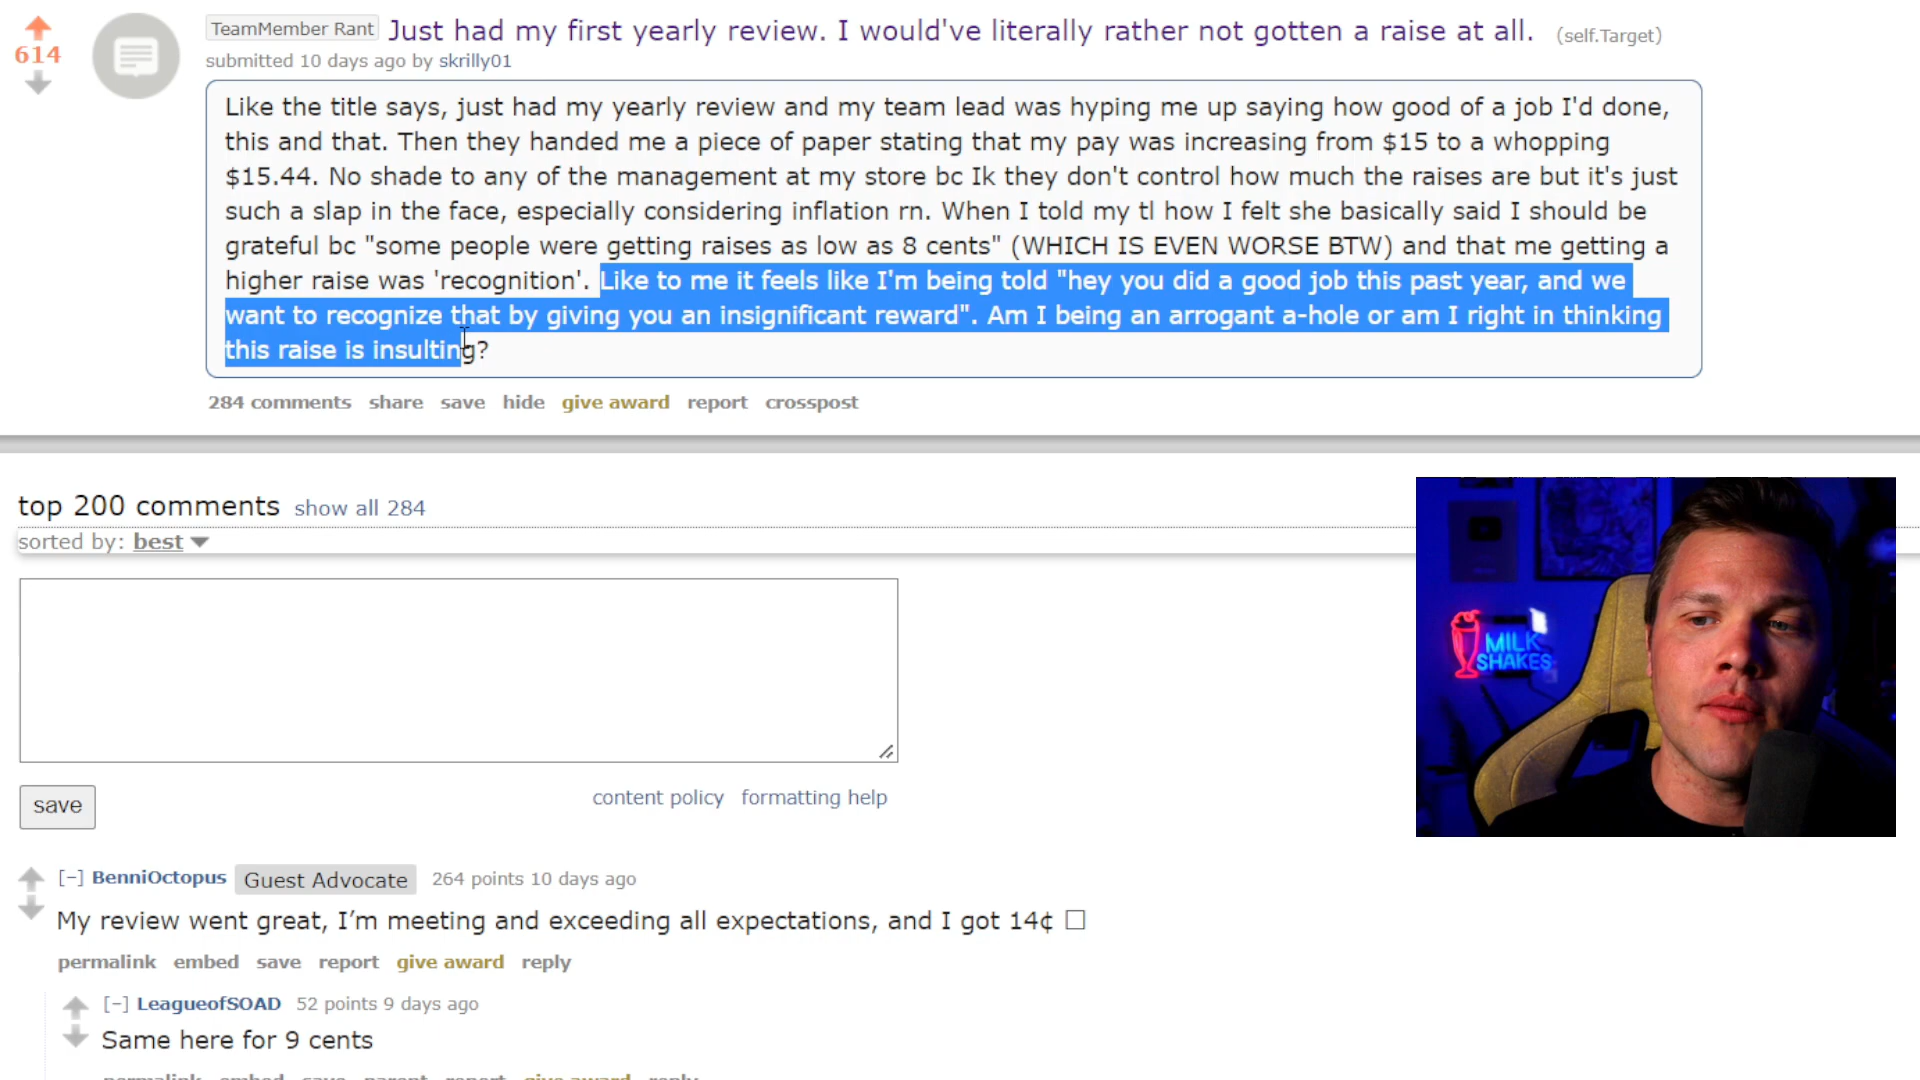 614
TeamMember Rant Just had my first yearly review. I would've literally rather not gotten a raise at all. (self.Target)
submitted 10 days ago by skrilly01
Like the title says, just had my yearly review and my team lead was hyping me up saying how good of a job I'd done,
this and that. Then they handed me a piece of paper stating that my pay was increasing from $15 to a whopping
$15.44. No shade to any of the management at my store bc Ik they don't control how much the raises are but it's just
such a slap in the face, especially considering inflation rn. When I told my tl how I felt she basically said I should be
grateful bc "some people were getting raises as low as 8 cents" (WHICH IS EVEN WORSE BTW) and that me getting a
higher raise was 'recognition'. Like to me it feels like I'm being told "hey you did a good job this past year, and we
want to recognize that by giving you an insignificant reward". Am I being an arrogant a-hole or am I right in thinking
this raise is insulting?
284 comments share save hide give award report crosspost
top 200 comments show all 284
sorted by: best
MILK
SHAKES
save
content policy formatting help
[–] BenniOctopus Guest Advocate 264 points 10 days ago
My review went great, I’m meeting and exceeding all expectations, and I got 14¢ □
permalink embed save report give award reply
[–] LeagueofSOAD 52 points 9 days ago
Same here for 9 cents
permalink embed save parent report give award reply